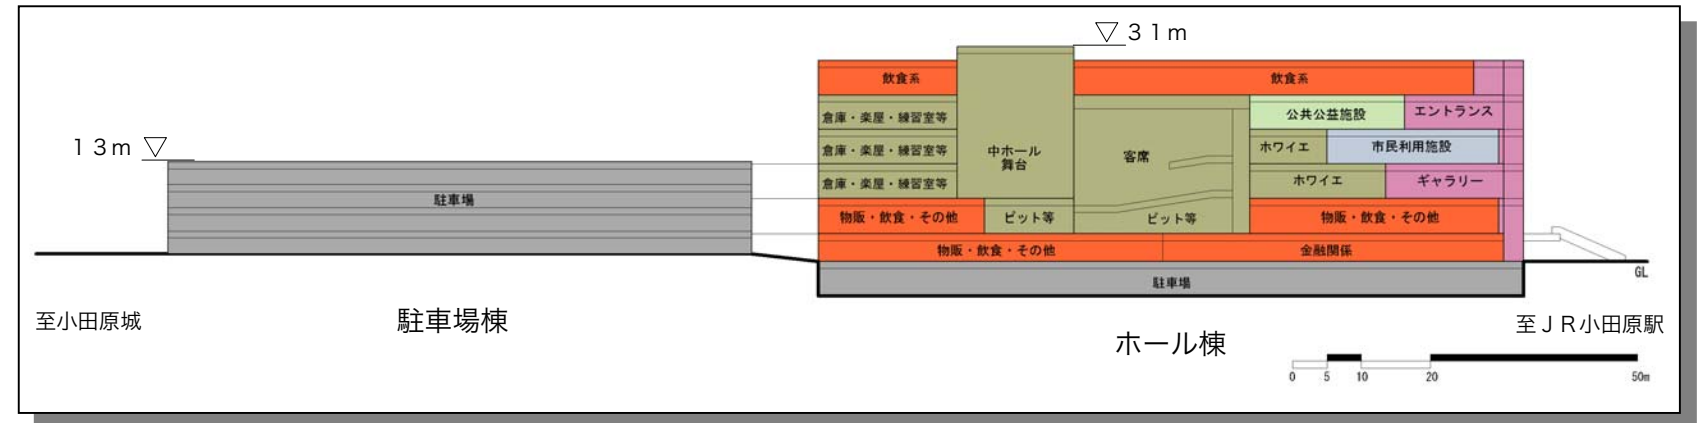 ▽３１ｍ
飲食系
飲食系
倉庫・楽屋・練習室等
公共公益施設
エントランス
１３ｍ ▽
倉庫・楽屋・練習室等
中ホール
舞台
客席
ホワイエ
市民利用施設
倉庫・楽屋・練習室等
ホワイエ
ギャラリー
駐車場
物販・飲食・その他
ピット等
ピット等
物販・飲食・その他
物販・飲食・その他
金融関係
駐車場
GL
至小田原城
駐車場棟
ホール棟
至ＪＲ小田原駅
0 5 10 20 50m